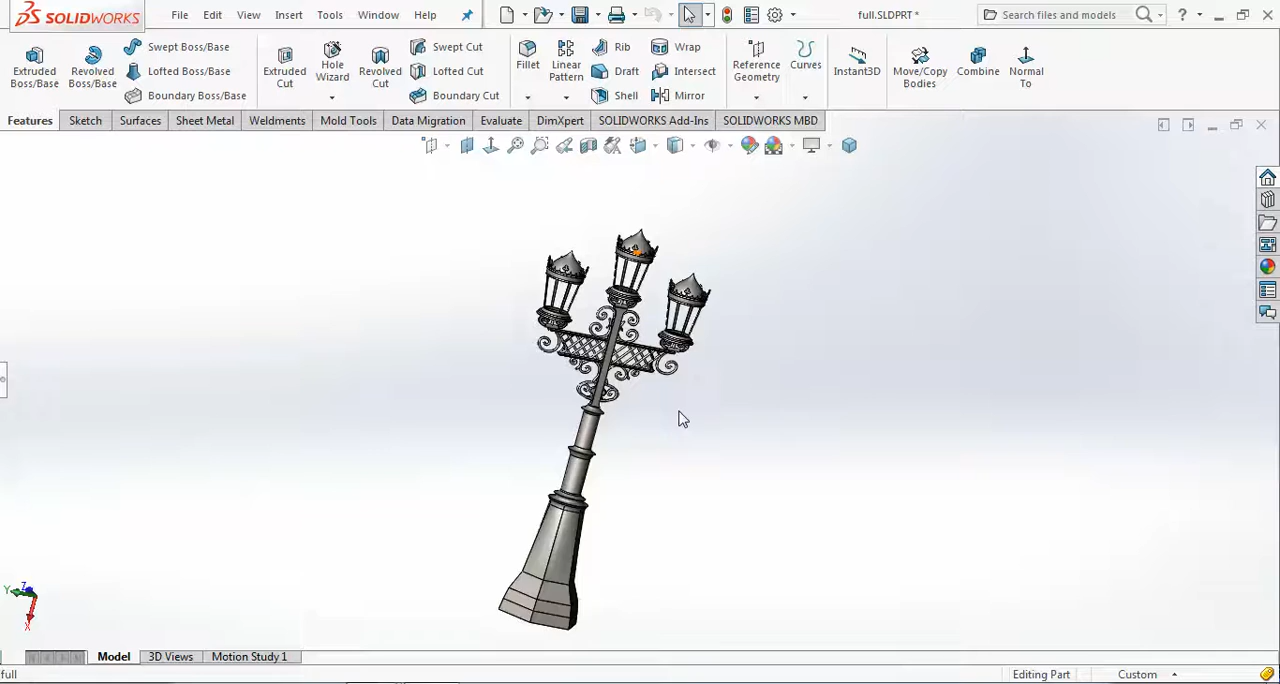 SOLIDWORKS File Edit View Insert Tools Window Help full.SLDPRT * Search files and models ?
Extruded Boss/Base
Revolved Boss/Base
Swept Boss/Base
Lofted Boss/Base
Boundary Boss/Base
Extruded Cut
Hole Wizard
Revolved Cut
Swept Cut
Lofted Cut
Boundary Cut
Fillet
Linear Pattern
Rib
Draft
Shell
Wrap
Intersect
Mirror
Reference Geometry
Curves
Instant3D
Move/Copy Bodies
Combine
Normal To
Features Sketch Surfaces Sheet Metal Weldments Mold Tools Data Migration Evaluate DimXpert SOLIDWORKS Add-Ins SOLIDWORKS MBD
Y Z
X
Model 3D Views Motion Study 1
full Editing Part Custom